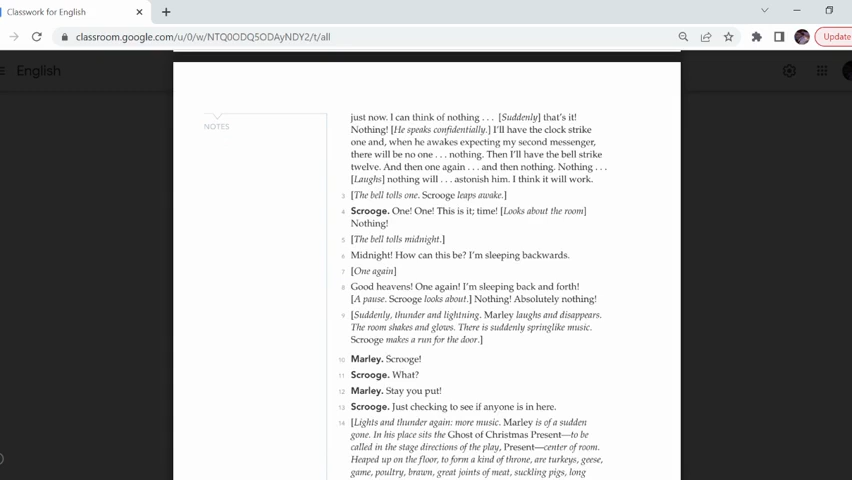 Classwork for English
classroom.google.com/u/0/w/NTQ0ODQ5ODAyNDY2/t/all
Update
English
NOTES
just now. I can think of nothing . . . [Suddenly] that's it!
Nothing! [He speaks confidentially.] I'll have the clock strike
one and, when he awakes expecting my second messenger,
there will be no one . . . nothing. Then I'll have the bell strike
twelve. And then one again . . . and then nothing. Nothing . . .
[Laughs] nothing will . . . astonish him. I think it will work.
3 [The bell tolls one. Scrooge leaps awake.]
4 Scrooge. One! One! This is it; time! [Looks about the room]
Nothing!
5 [The bell tolls midnight.]
6 Midnight! How can this be? I'm sleeping backwards.
7 [One again]
8 Good heavens! One again! I'm sleeping back and forth!
[A pause. Scrooge looks about.] Nothing! Absolutely nothing!
9 [Suddenly, thunder and lightning. Marley laughs and disappears.
The room shakes and glows. There is suddenly springlike music.
Scrooge makes a run for the door.]
10 Marley. Scrooge!
11 Scrooge. What?
12 Marley. Stay you put!
13 Scrooge. Just checking to see if anyone is in here.
14 [Lights and thunder again: more music. Marley is of a sudden
gone. In his place sits the Ghost of Christmas Present—to be
called in the stage directions of the play, Present—center of room.
Heaped up on the floor, to form a kind of throne, are turkeys, geese,
game, poultry, brawn, great joints of meat, suckling pigs, long